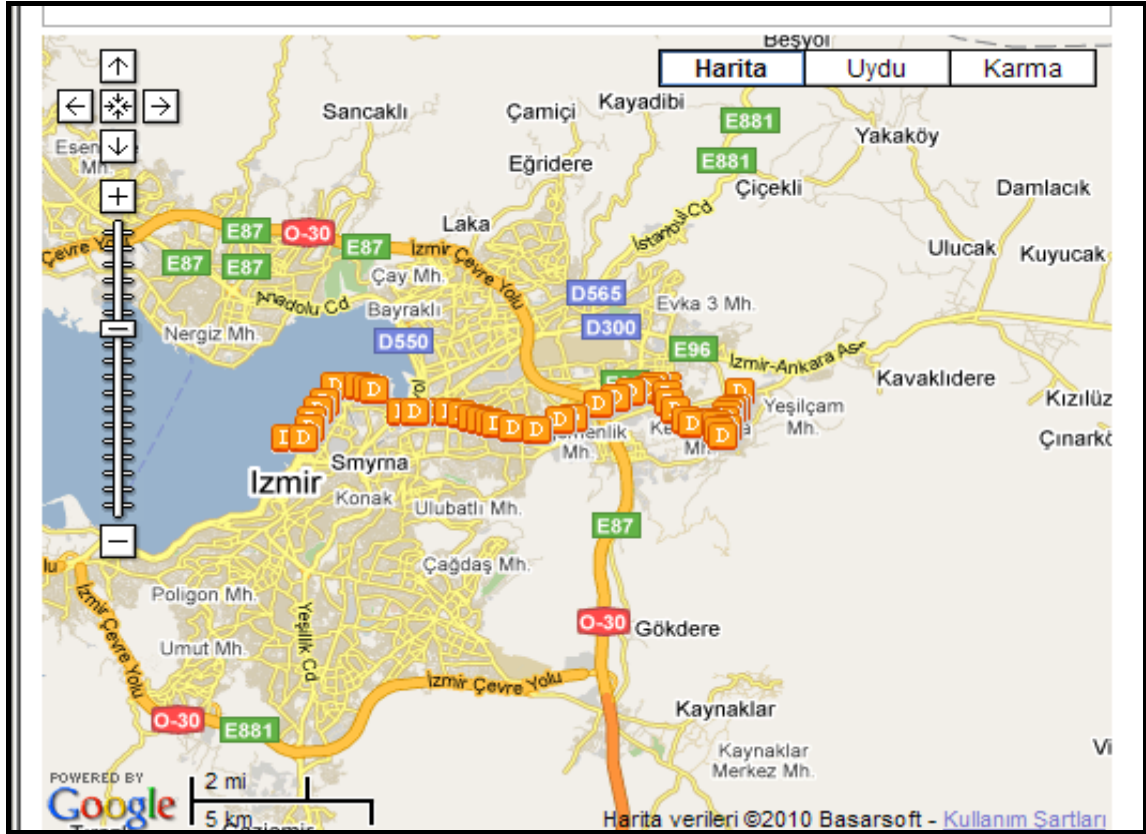 Beşyol
Harita Uydu Karma
Sancaklı
Çamiçi
Kayadibi
E881
Yakaköy
Mh.
Eğridere
E881
Çiçekli
Damlacık
Laka
İstanbul Cd
E87
O-30
E87
İzmir Çevre Yolu
Ulucak
Kuyucak
Çevre
E87
E87
Çay Mh.
Anadolu Cd
Bayraklı
D565
Evka 3 Mh.
Nergiz Mh.
D550
D300
E96
İzmir-Ankara
Kavaklıdere
D
D
Yeşilçam
Mh.
D
D
D
D
D
D
D
D
Mh.
Mh.
Smyrna
Izmir
Konak
Ulubatlı Mh.
E87
Çağdaş Mh.
Poligon Mh.
İzmir Çevre Yolu
Yeşillik Cd
O-30
Gökdere
Umut Mh.
İzmir Çevre Yolu
O-30
E881
Kaynaklar
Kaynaklar
Merkez Mh.
POWERED BY
Google
2 mi
5 km
Harita verileri ©2010 Basarsoft - Kullanım Şartları